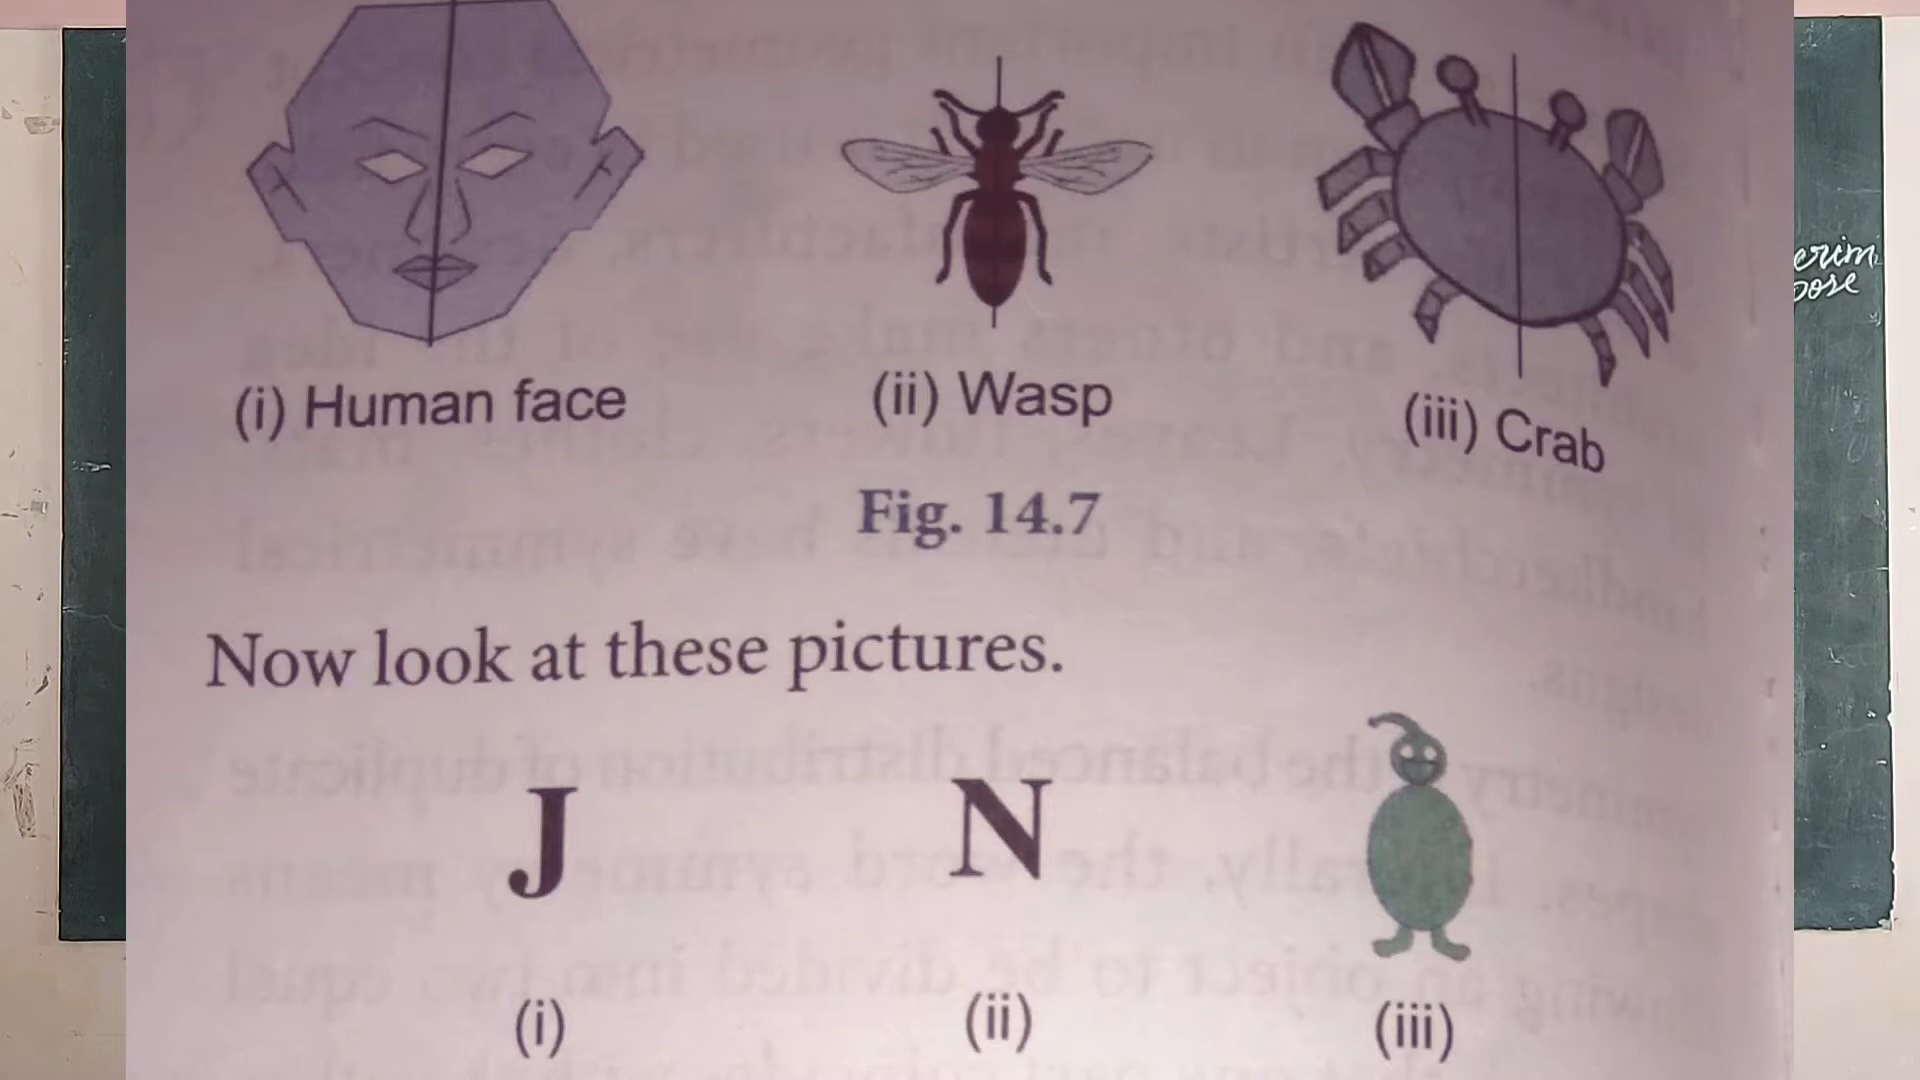 (i) Human face
(ii) Wasp
(iii) Crab
Fig. 14.7
Now look at these pictures.
J
N
(i)
(ii)
(iii)